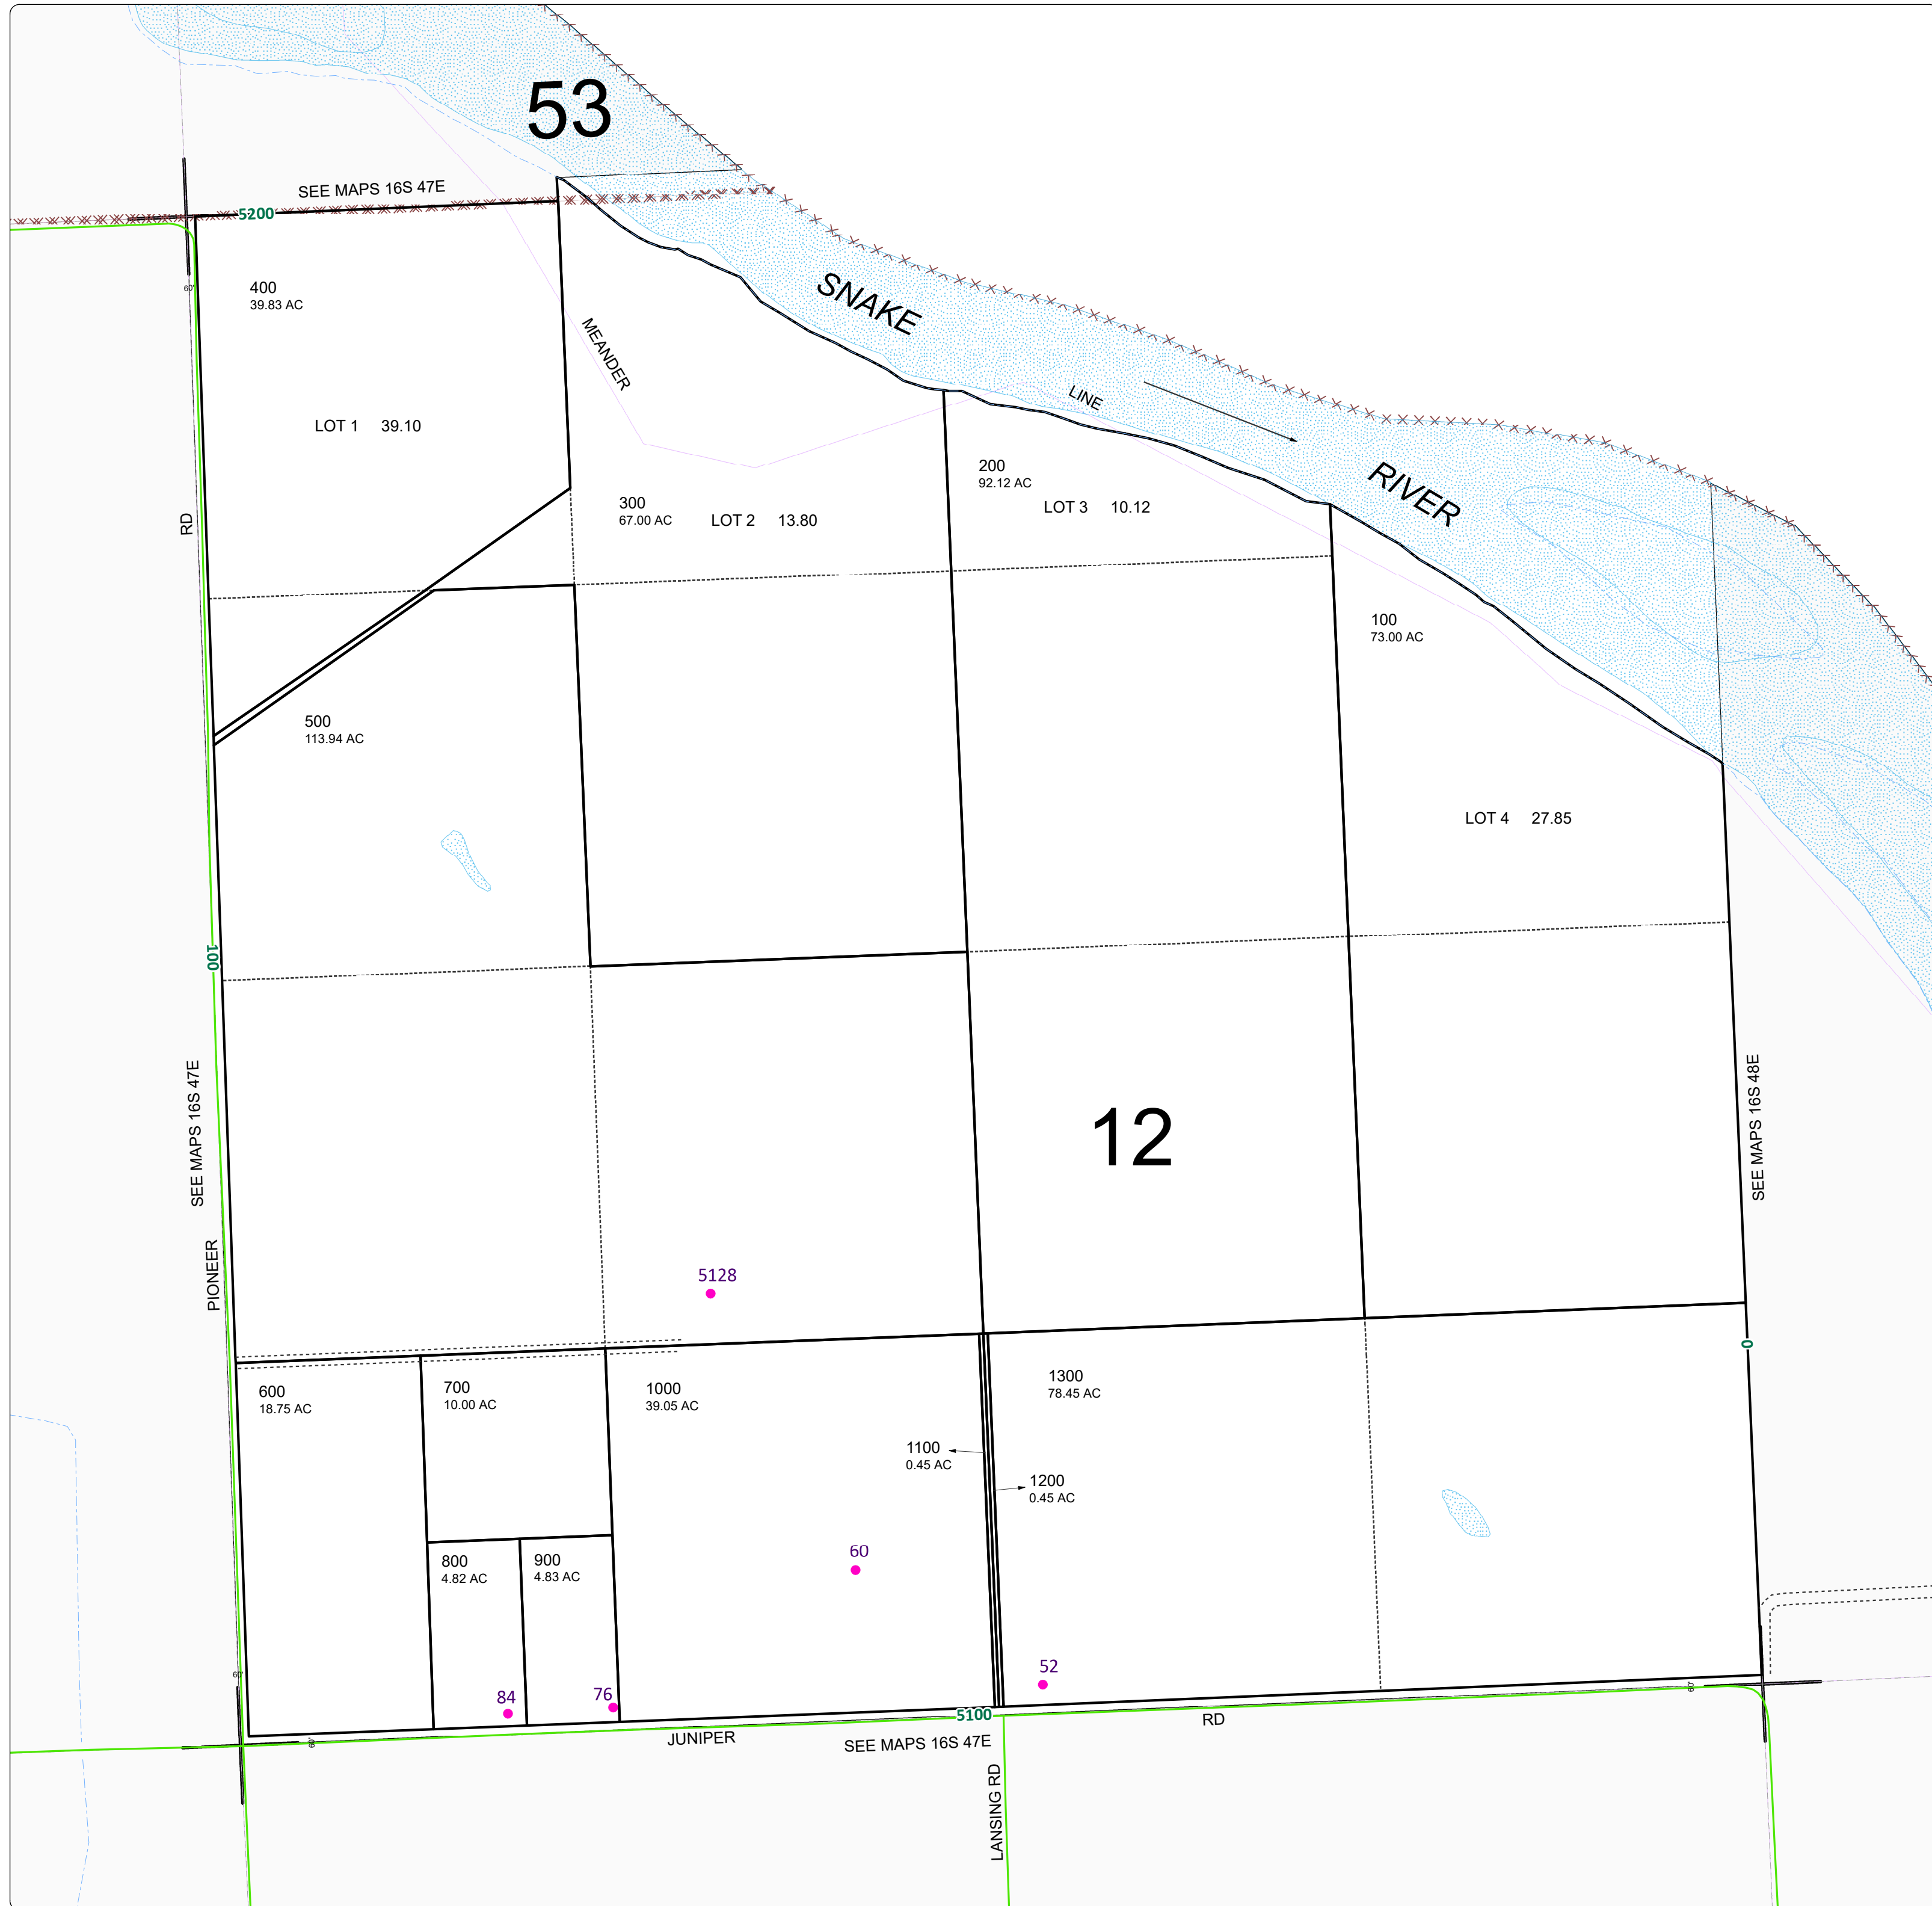 53
SEE MAPS 16S 47E
5200
60'
400
39.83 AC
SNAKE
MEANDER
LINE
LOT 1 39.10
RD
200
92.12 AC
LOT 3 10.12
RIVER
300
67.00 AC
LOT 2 13.80
100
73.00 AC
500
113.94 AC
LOT 4 27.85
100
SEE MAPS 16S 47E
12
SEE MAPS 16S 48E
PIONEER
5128
0
600
18.75 AC
700
10.00 AC
1000
39.05 AC
1300
78.45 AC
1100
0.45 AC
1200
0.45 AC
800
4.82 AC
900
4.83 AC
60
52
60'
84
76
60'
5100
RD
60'
JUNIPER
SEE MAPS 16S 47E
LANSING RD